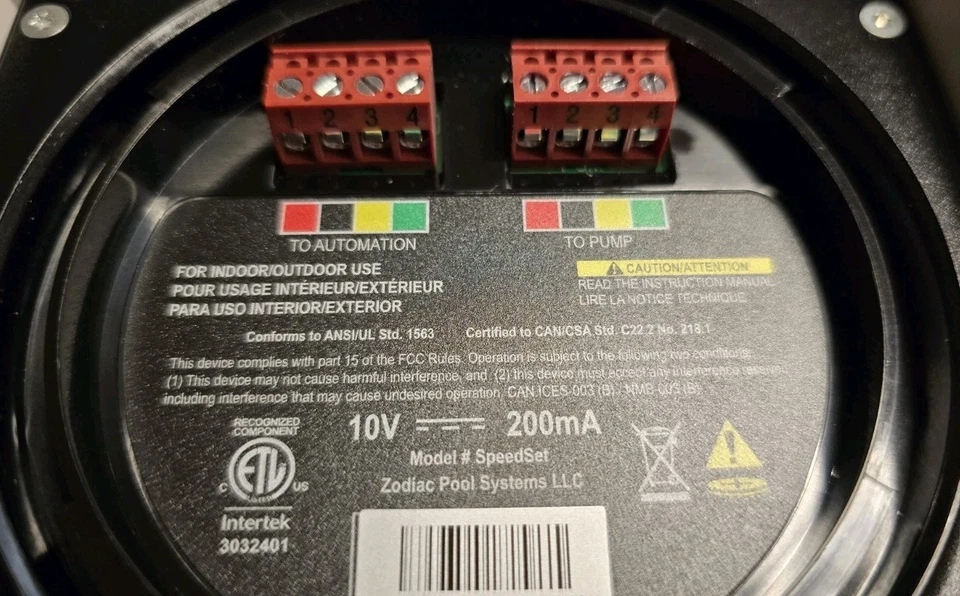 1 2 3 4
1 2 3 4
TO AUTOMATION
TO PUMP
FOR INDOOR/OUTDOOR USE
POUR USAGE INTÉRIEUR/EXTÉRIEUR
PARA USO INTERIOR/EXTERIOR
CAUTION/ATTENTION
READ THE INSTRUCTION MANUAL
LIRE LA NOTICE TECHNIQUE
Conforms to ANSI/UL Std. 1563
Certified to CAN/CSA Std. C22.2 No. 218.1
This device complies with part 15 of the FCC Rules. Operation is subject to the following two conditions:
(1) This device may not cause harmful interference, and (2) this device must accept any interference
including interference that may cause undesired operation. CAN ICES-003 (B) / NMB-003 (B)
RECOGNIZED
COMPONENT
ETL
C US
Intertek
3032401
10V 200mA
Model # SpeedSet
Zodiac Pool Systems LLC